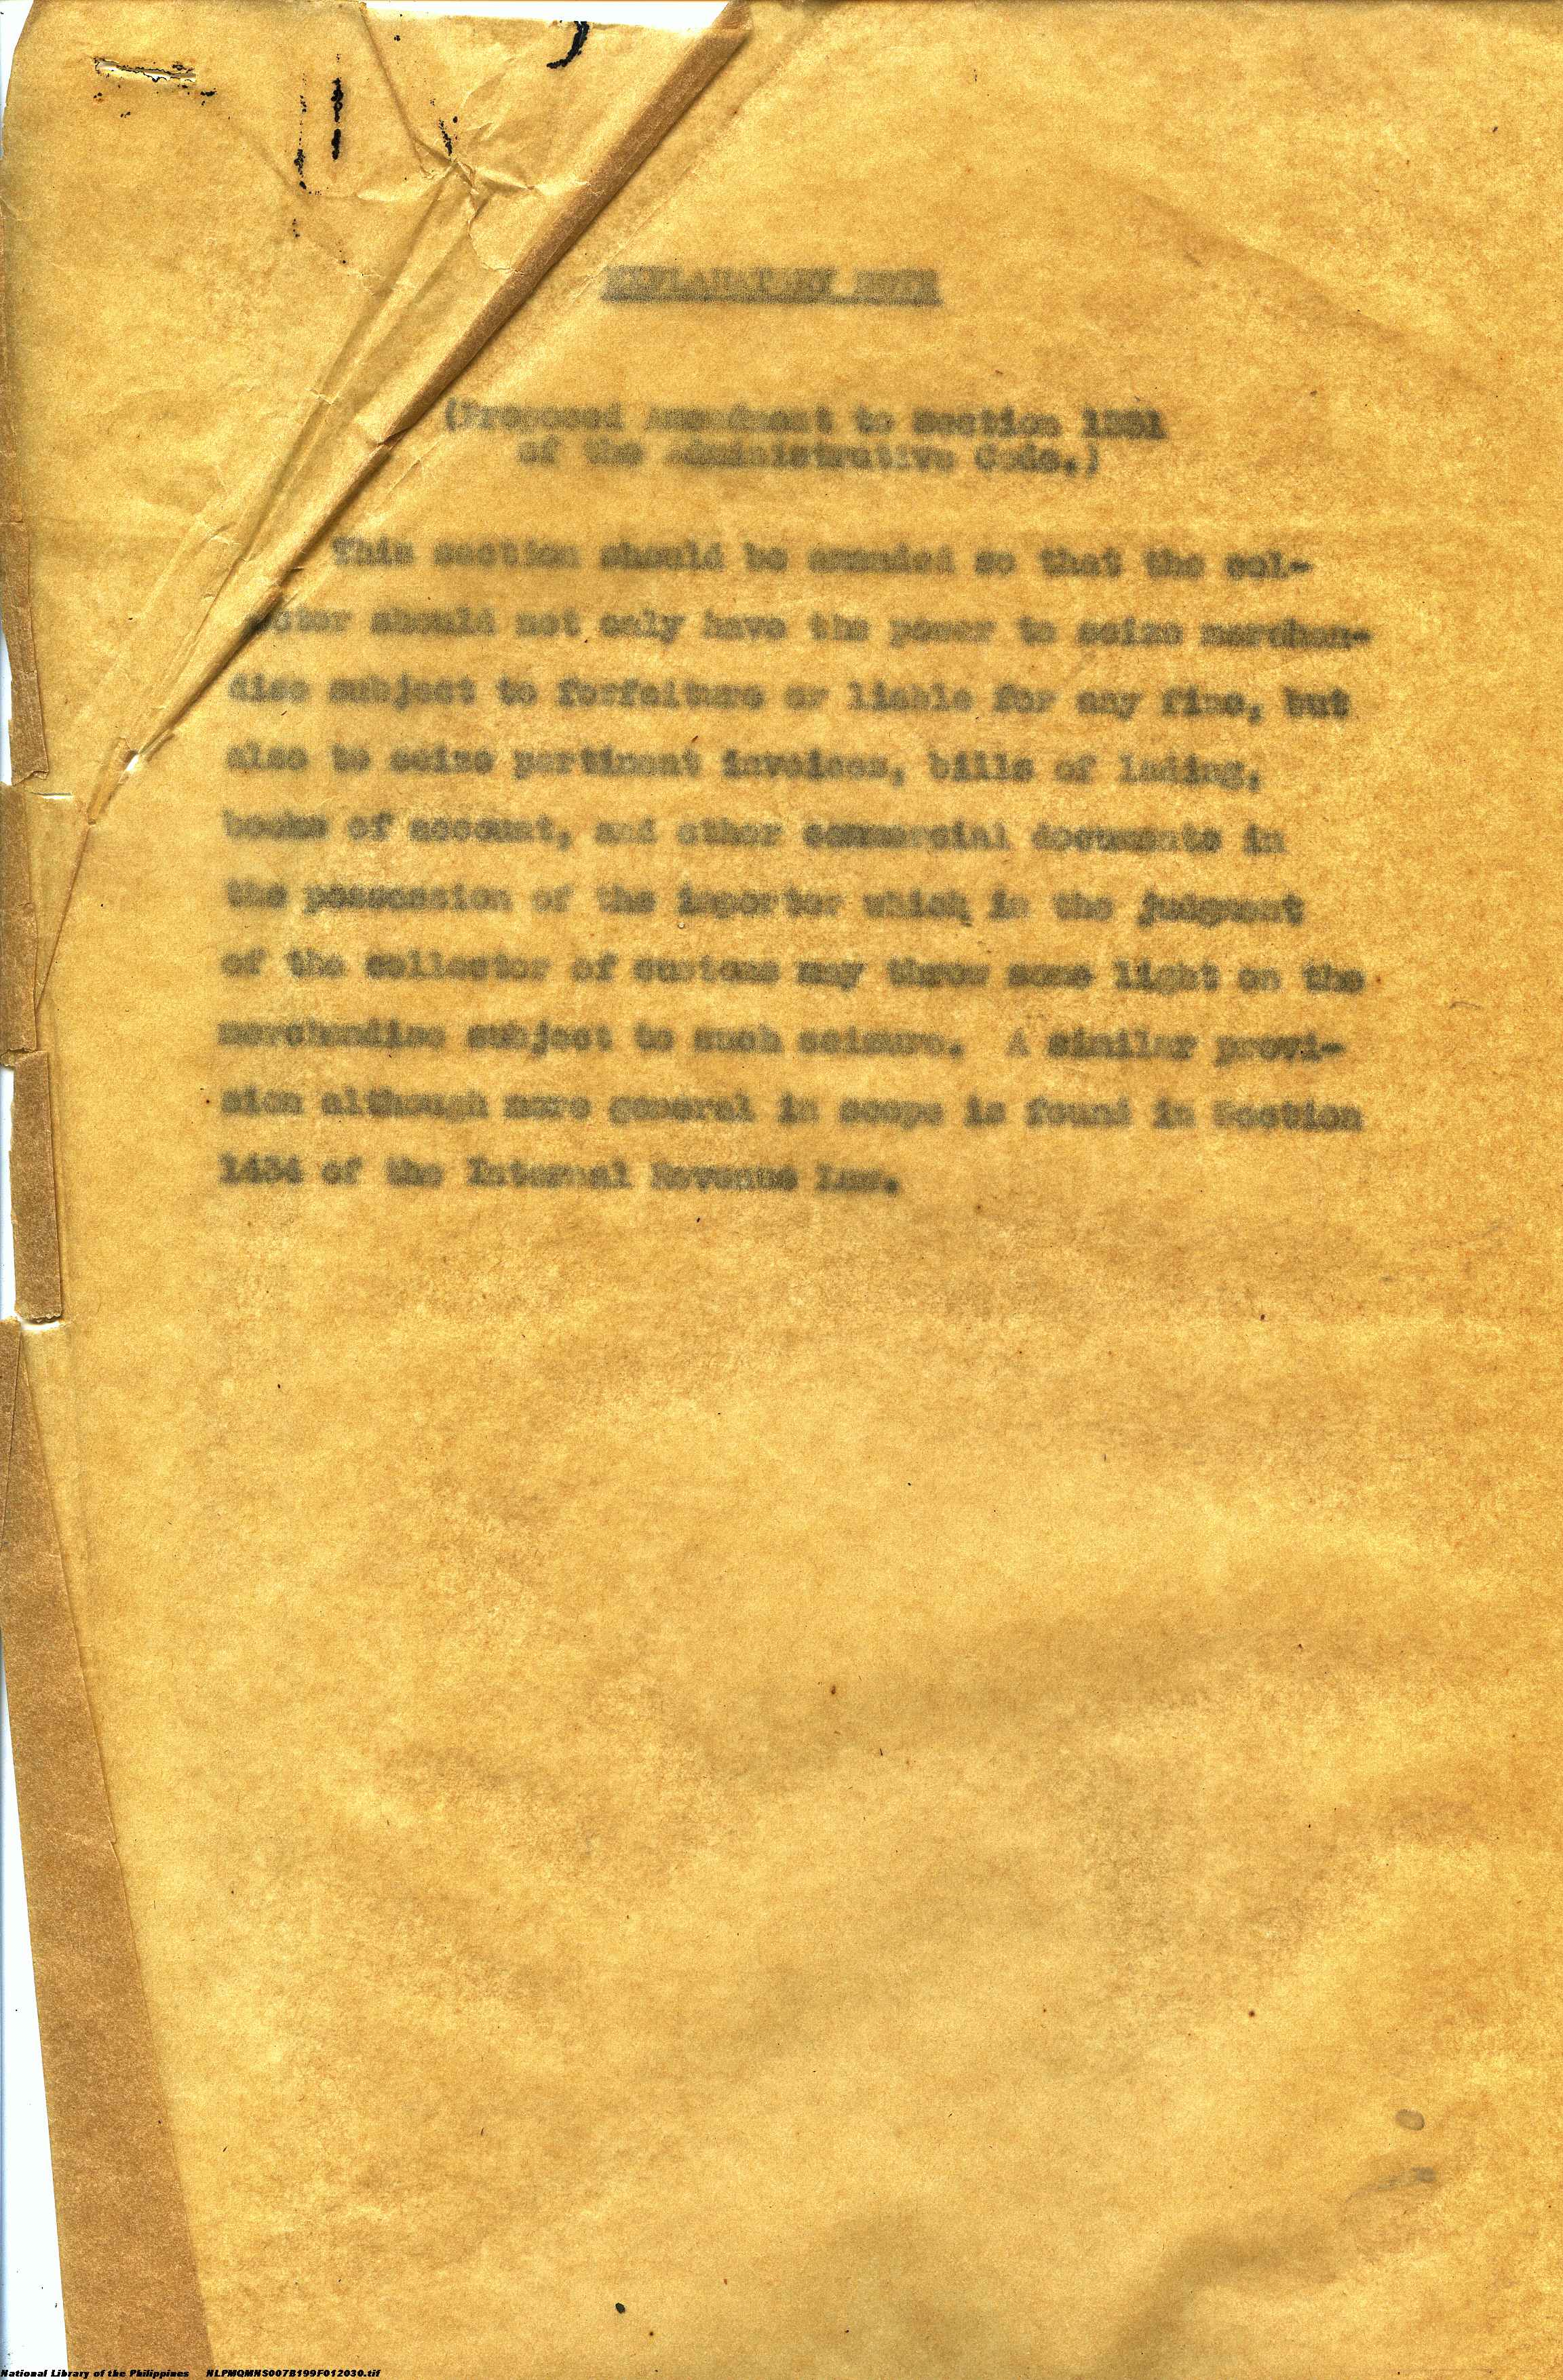 EXPLANATORY NOTE
(Proposed Amendment to section 1351
of the Administrative Code.)
This section should be amended so that the col-
ector should not only have the power to seize merchan-
dise subject to forfeiture or liable for any fine, but
also to seize pertinent invoices, bills of lading,
books of account, and other commercial documents in
the possession of the importer which in the judgment
of the collector of customs may throw some light on the
merchandise subject to such seizure. A similar provi-
sion although more general in scope is found in Section
1434 of the Internal Revenue Law.
National Library of the Philippines NLPMQMNS007B199F012030.tif